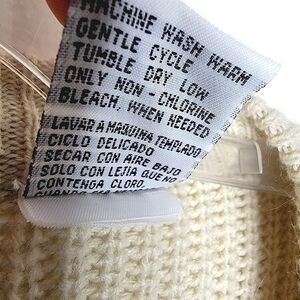 MACHINE WASH WARM
GENTLE CYCLE
TUMBLE DRY LOW
ONLY NON-CHLORINE
BLEACH, WHEN NEEDED
LAVAR A MAQUINA TEMPLADO
CICLO DELICADO
SECAR CON AIRE BAJO
SOLO CON LEJIA QUE NO
CONTENGA CLORO,
CUANDO